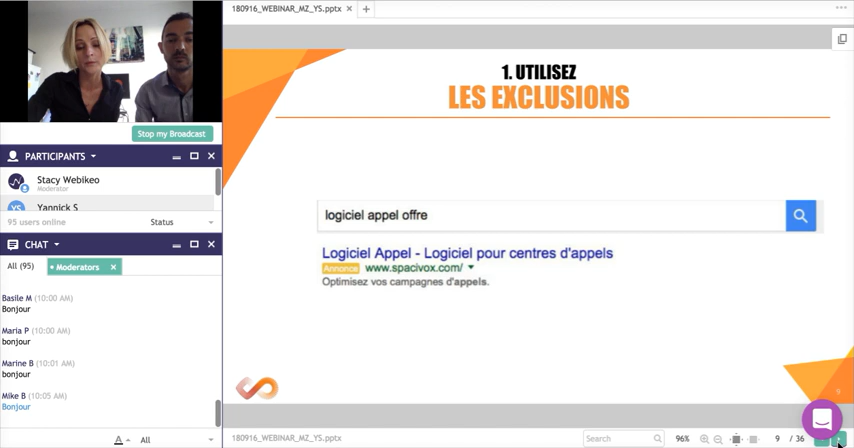 180916_WEBINAR_MZ_YS.pptx
Stop my Broadcast
PARTICIPANTS
Stacy Webikeo
Moderator
YS
Yannick S
95 users online
Status
CHAT
All (95)
Moderators
Basile M (10:00 AM)
Bonjour
Maria P (10:00 AM)
bonjour
Marine B (10:01 AM)
bonjour
Mike B (10:05 AM)
Bonjour
A
All
1. UTILISEZ
LES EXCLUSIONS
logiciel appel offre
Logiciel Appel - Logiciel pour centres d'appels
Annonce www.spacivox.com/
Optimisez vos campagnes d'appels.
9
180916_WEBINAR_MZ_YS.pptx
Search
96%
9 / 36